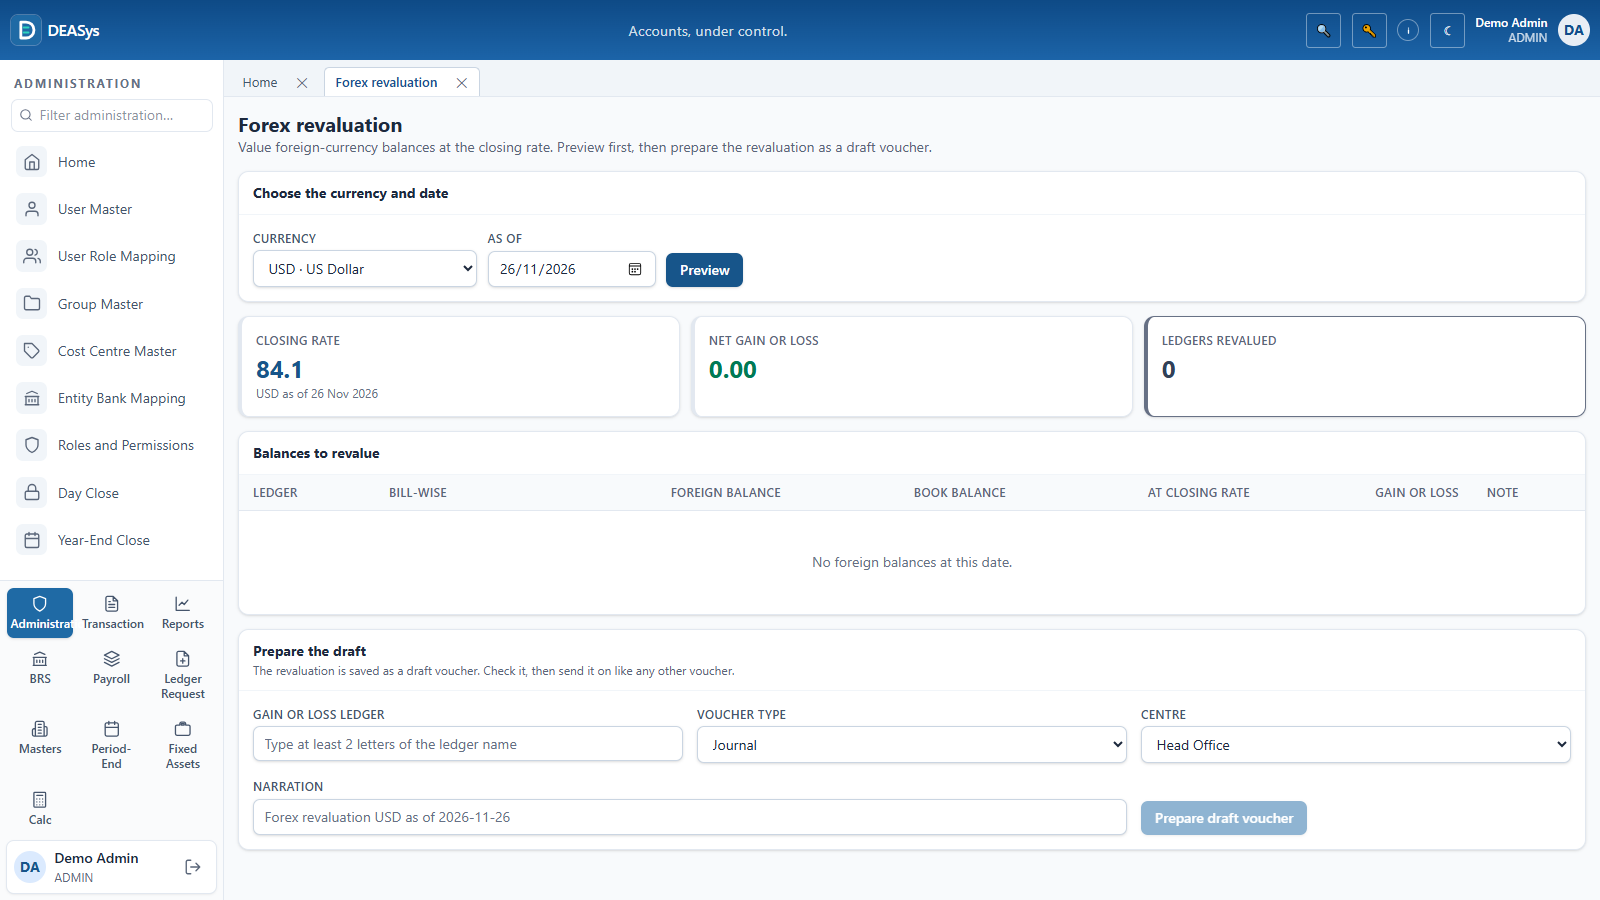 DEASys
Accounts, under control.
Demo Admin
ADMIN
DA
ADMINISTRATION
Filter administration...
Home
User Master
User Role Mapping
Group Master
Cost Centre Master
Entity Bank Mapping
Roles and Permissions
Day Close
Year-End Close
Administrat
Transaction
Reports
BRS
Payroll
Ledger
Request
Masters
Period-
End
Fixed
Assets
Calc
DA
Demo Admin
ADMIN
Home
Forex revaluation
Forex revaluation
Value foreign-currency balances at the closing rate. Preview first, then prepare the revaluation as a draft voucher.
Choose the currency and date
CURRENCY
AS OF
USD · US Dollar
26/11/2026
Preview
CLOSING RATE
84.1
USD as of 26 Nov 2026
NET GAIN OR LOSS
0.00
LEDGERS REVALUED
0
Balances to revalue
LEDGER BILL-WISE FOREIGN BALANCE BOOK BALANCE AT CLOSING RATE GAIN OR LOSS NOTE
No foreign balances at this date.
Prepare the draft
The revaluation is saved as a draft voucher. Check it, then send it on like any other voucher.
GAIN OR LOSS LEDGER
Type at least 2 letters of the ledger name
VOUCHER TYPE
Journal
CENTRE
Head Office
NARRATION
Forex revaluation USD as of 2026-11-26
Prepare draft voucher